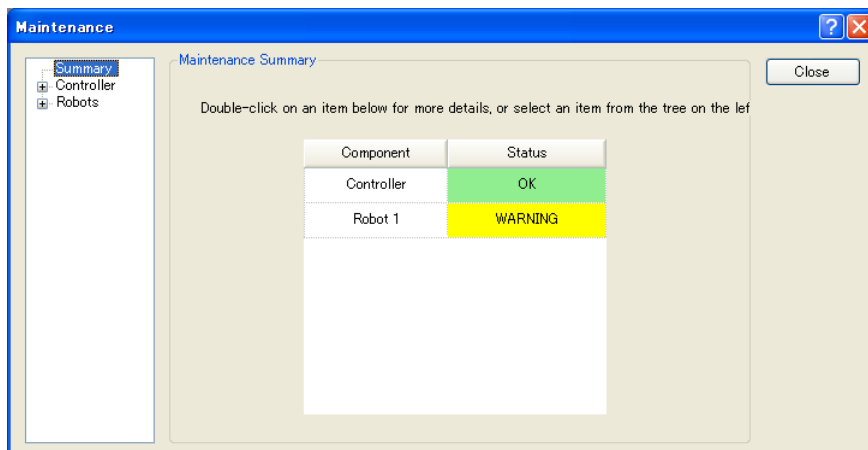 Maintenance
Summary
Controller
Robots
Maintenance Summary
Close
Double-click on an item below for more details, or select an item from the tree on the lef
Component Status
Controller OK
Robot 1 WARNING